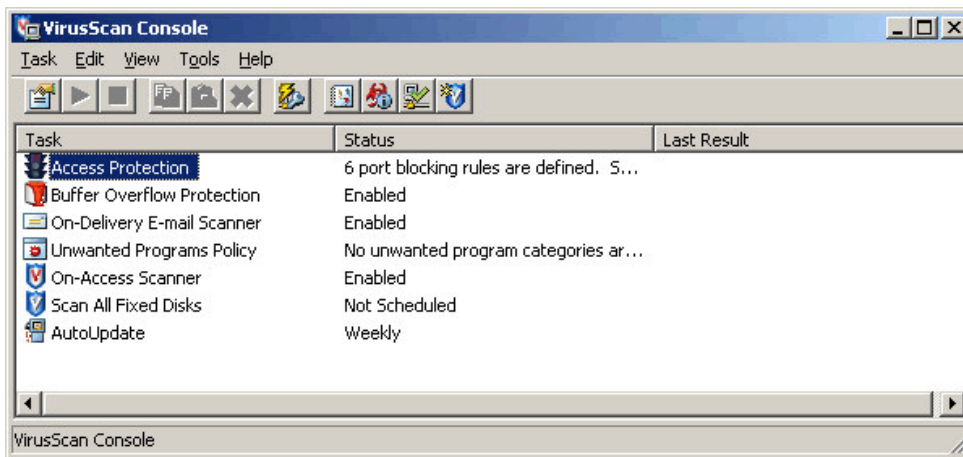 VirusScan Console
Task Edit View Tools Help
Task Status Last Result
Access Protection 6 port blocking rules are defined. S...
Buffer Overflow Protection Enabled
On-Delivery E-mail Scanner Enabled
Unwanted Programs Policy No unwanted program categories ar...
On-Access Scanner Enabled
Scan All Fixed Disks Not Scheduled
AutoUpdate Weekly
VirusScan Console